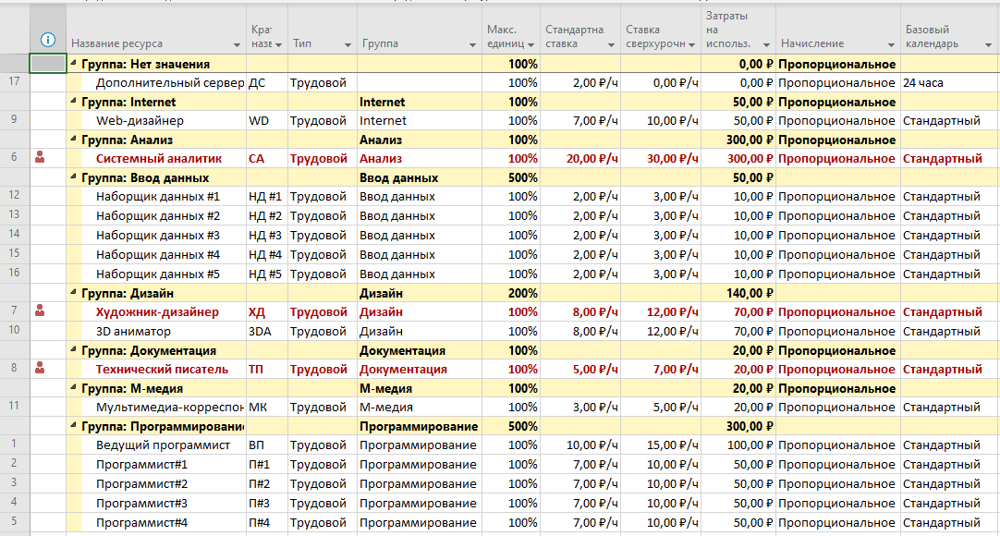 Название ресурса Крат назв Тип Группа Макс. единиц Стандартна ставка Ставка сверхурочн Затраты на использ. Начисление Базовый календарь
Группа: Нет значения 100% 0,00 ₽ Пропорциональное
17 Дополнительный сервер ДС Трудовой 100% 2,00 ₽/ч 0,00 ₽/ч 0,00 ₽ Пропорциональное 24 часа
Группа: Internet Internet 100% 50,00 ₽ Пропорциональное
9 Web-дизайнер WD Трудовой Internet 100% 7,00 ₽/ч 10,00 ₽/ч 50,00 ₽ Пропорциональное Стандартный
Группа: Анализ Анализ 100% 300,00 ₽ Пропорциональное
6 Системный аналитик СА Трудовой Анализ 100% 20,00 ₽/ч 30,00 ₽/ч 300,00 ₽ Пропорциональное Стандартный
Группа: Ввод данных Ввод данных 500% 50,00 ₽
12 Наборщик данных #1 НД #1 Трудовой Ввод данных 100% 2,00 ₽/ч 3,00 ₽/ч 10,00 ₽ Пропорциональное Стандартный
13 Наборщик данных #2 НД #2 Трудовой Ввод данных 100% 2,00 ₽/ч 3,00 ₽/ч 10,00 ₽ Пропорциональное Стандартный
14 Наборщик данных #3 НД #3 Трудовой Ввод данных 100% 2,00 ₽/ч 3,00 ₽/ч 10,00 ₽ Пропорциональное Стандартный
15 Наборщик данных #4 НД #4 Трудовой Ввод данных 100% 2,00 ₽/ч 3,00 ₽/ч 10,00 ₽ Пропорциональное Стандартный
16 Наборщик данных #5 НД #5 Трудовой Ввод данных 100% 2,00 ₽/ч 3,00 ₽/ч 10,00 ₽ Пропорциональное Стандартный
Группа: Дизайн Дизайн 200% 140,00 ₽
7 Художник-дизайнер ХД Трудовой Дизайн 100% 8,00 ₽/ч 12,00 ₽/ч 70,00 ₽ Пропорциональное Стандартный
10 3D аниматор 3DA Трудовой Дизайн 100% 8,00 ₽/ч 12,00 ₽/ч 70,00 ₽ Пропорциональное Стандартный
Группа: Документация Документация 100% 20,00 ₽ Пропорциональное
8 Технический писатель ТП Трудовой Документация 100% 5,00 ₽/ч 7,00 ₽/ч 20,00 ₽ Пропорциональное Стандартный
Группа: М-медия М-медия 100% 20,00 ₽ Пропорциональное
11 Мультимедиа-корреспон МК Трудовой М-медия 100% 3,00 ₽/ч 5,00 ₽/ч 20,00 ₽ Пропорциональное Стандартный
Группа: Программировани Программирование 500% 300,00 ₽
1 Ведущий программист ВП Трудовой Программирование 100% 10,00 ₽/ч 15,00 ₽/ч 100,00 ₽ Пропорциональное Стандартный
2 Программист#1 П#1 Трудовой Программирование 100% 7,00 ₽/ч 10,00 ₽/ч 50,00 ₽ Пропорциональное Стандартный
3 Программист#2 П#2 Трудовой Программирование 100% 7,00 ₽/ч 10,00 ₽/ч 50,00 ₽ Пропорциональное Стандартный
4 Программист#3 П#3 Трудовой Программирование 100% 7,00 ₽/ч 10,00 ₽/ч 50,00 ₽ Пропорциональное Стандартный
5 Программист#4 П#4 Трудовой Программирование 100% 7,00 ₽/ч 10,00 ₽/ч 50,00 ₽ Пропорциональное Стандартный